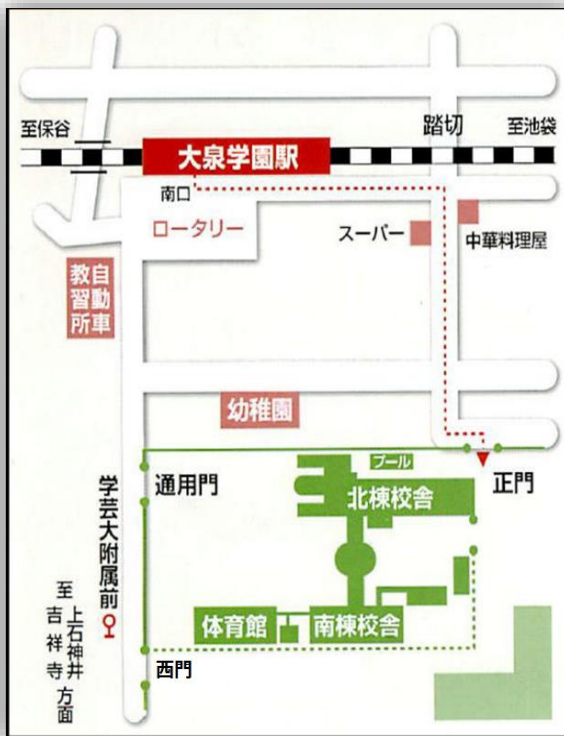 至保谷
踏切
至池袋
大泉学園駅
南口
ロータリー
スーパー
中華料理屋
自動車
教習所
幼稚園
プール
通用門
北棟校舎
正門
学芸大附属前
体育館
南棟校舎
西門
至 上石神井
吉祥寺 方面